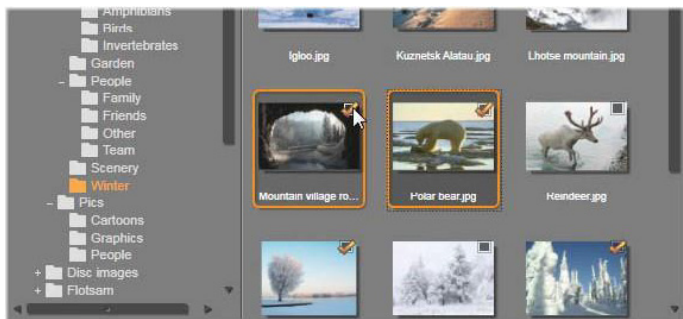 Amphibians
Birds
Invertebrates
Garden
People
Family
Friends
Other
Team
Scenery
Winter
Pics
Cartoons
Graphics
People
Disc images
Flotsam
Igloo.jpg
Kuznetsk Alatau.jpg
Lhotse mountain.jpg
Mountain village ro...
Polar bear.jpg
Reindeer.jpg